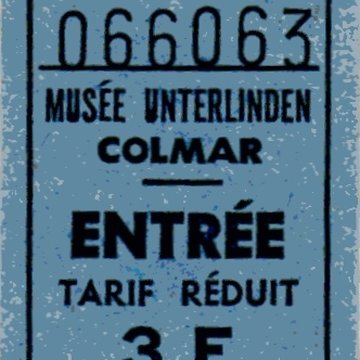 066063
MUSÉE UNTERLINDEN
COLMAR
ENTRÉE
TARIF RÉDUIT
3 F